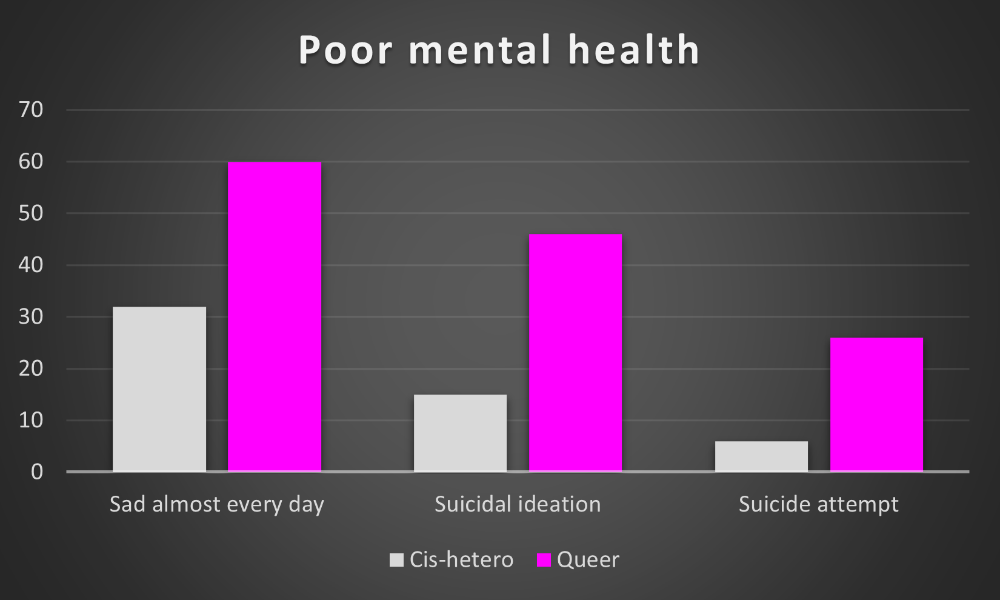 Poor mental health
70
60
50
40
30
20
10
0
Sad almost every day
Suicidal ideation
Suicide attempt
Cis-hetero
Queer